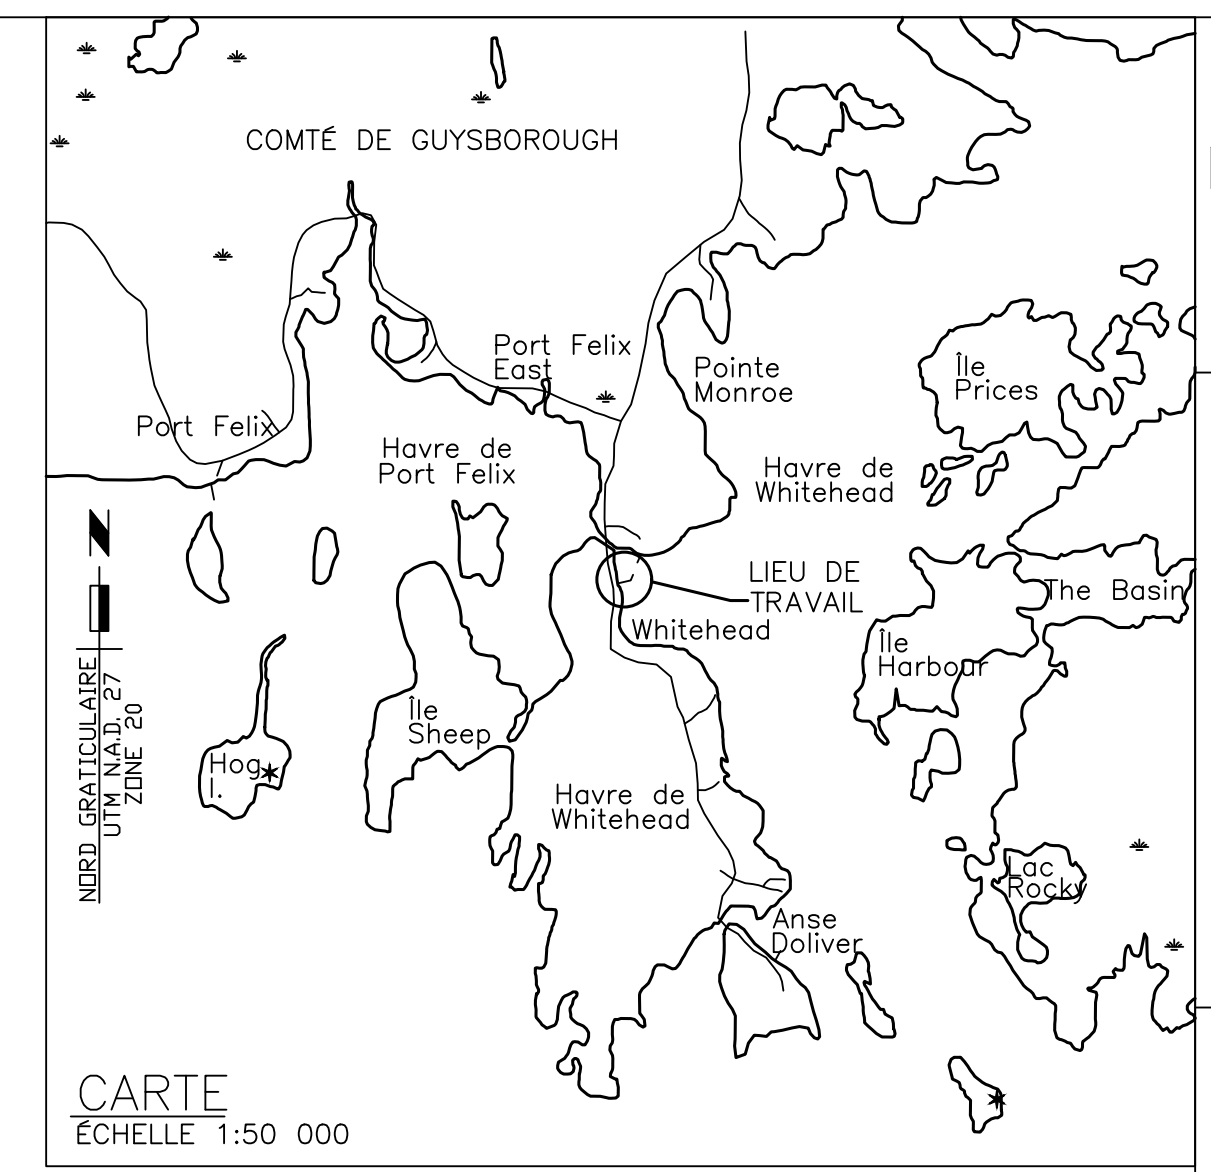 COMTÉ DE GUYSBOROUGH
Port Felix
East
Pointe
Monroe
Île
Prices
Port Felix
Havre de
Port Felix
Havre de
Whitehead
LIEU DE
TRAVAIL
The Basin
Whitehead
Île
Harbour
NORD GRATICULAIRE
UTM N.A.D. 27
ZONE 20
Île
Sheep
Hog
I.
Havre de
Whitehead
Lac
Rocky
Anse
Doliver
CARTE
ÉCHELLE 1:50 000